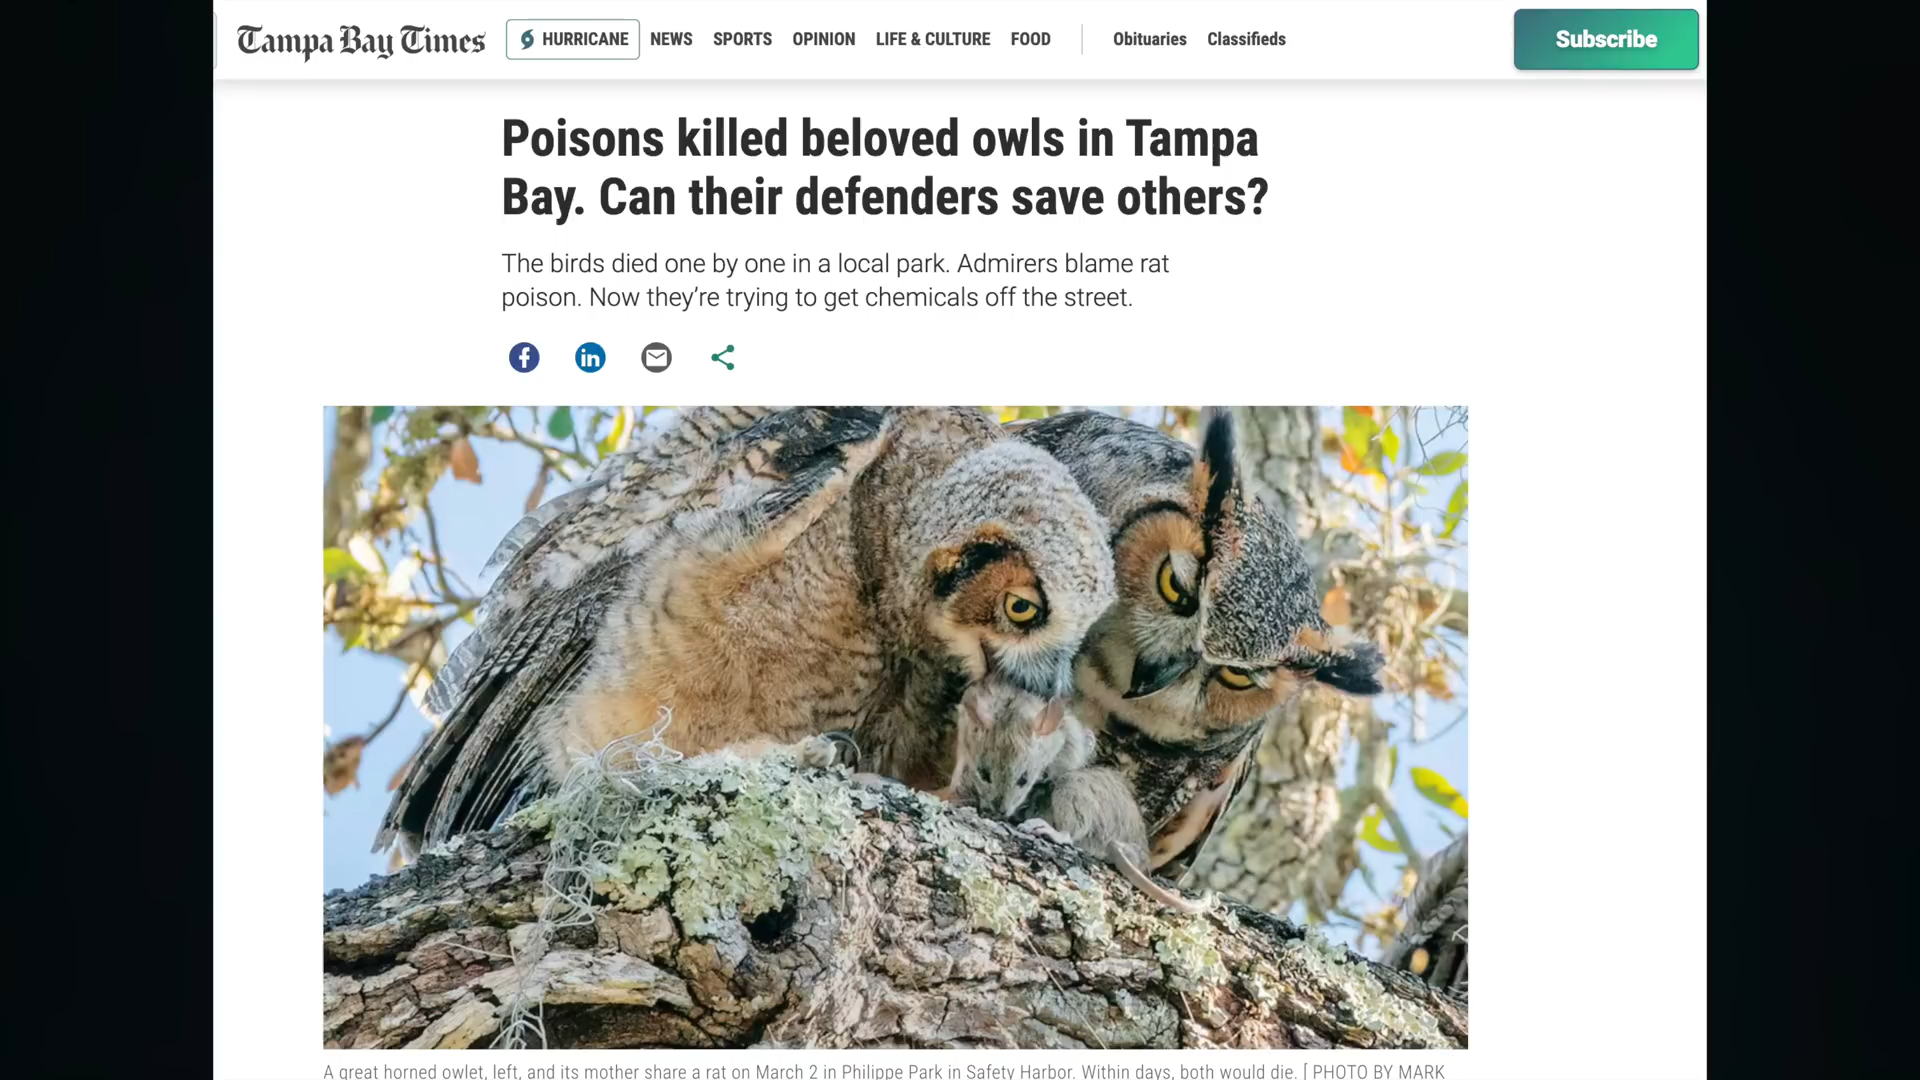 Tampa Bay Times HURRICANE NEWS SPORTS OPINION LIFE & CULTURE FOOD Obituaries Classifieds Subscribe
Poisons killed beloved owls in Tampa
Bay. Can their defenders save others?
The birds died one by one in a local park. Admirers blame rat
poison. Now they’re trying to get chemicals off the street.
f in
A great horned owlet, left, and its mother share a rat on March 2 in Philippe Park in Safety Harbor. Within days, both would die. [ PHOTO BY MARK